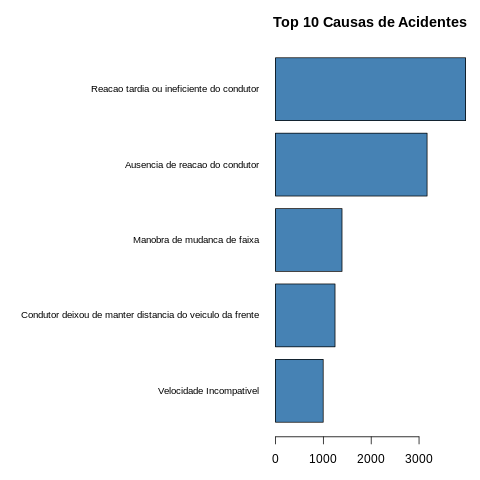 Top 10 Causas de Acidentes
Reacao tardia ou ineficiente do condutor
Ausencia de reacao do condutor
Manobra de mudanca de faixa
Condutor deixou de manter distancia do veiculo da frente
Velocidade Incompativel
0 1000 2000 3000